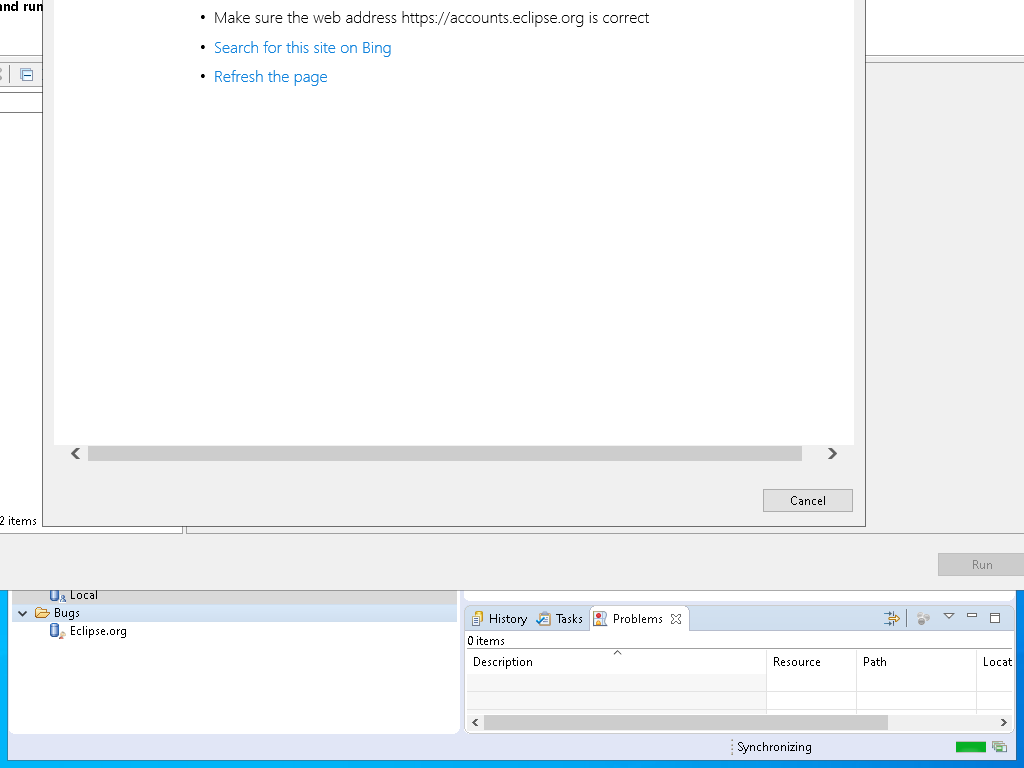 and run
• Make sure the web address https://accounts.eclipse.org is correct
• Search for this site on Bing
• Refresh the page
Cancel
2 items
Run
Local
Bugs
Eclipse.org
History
Tasks
Problems
0 items
Description
Resource
Path
Locat
Synchronizing